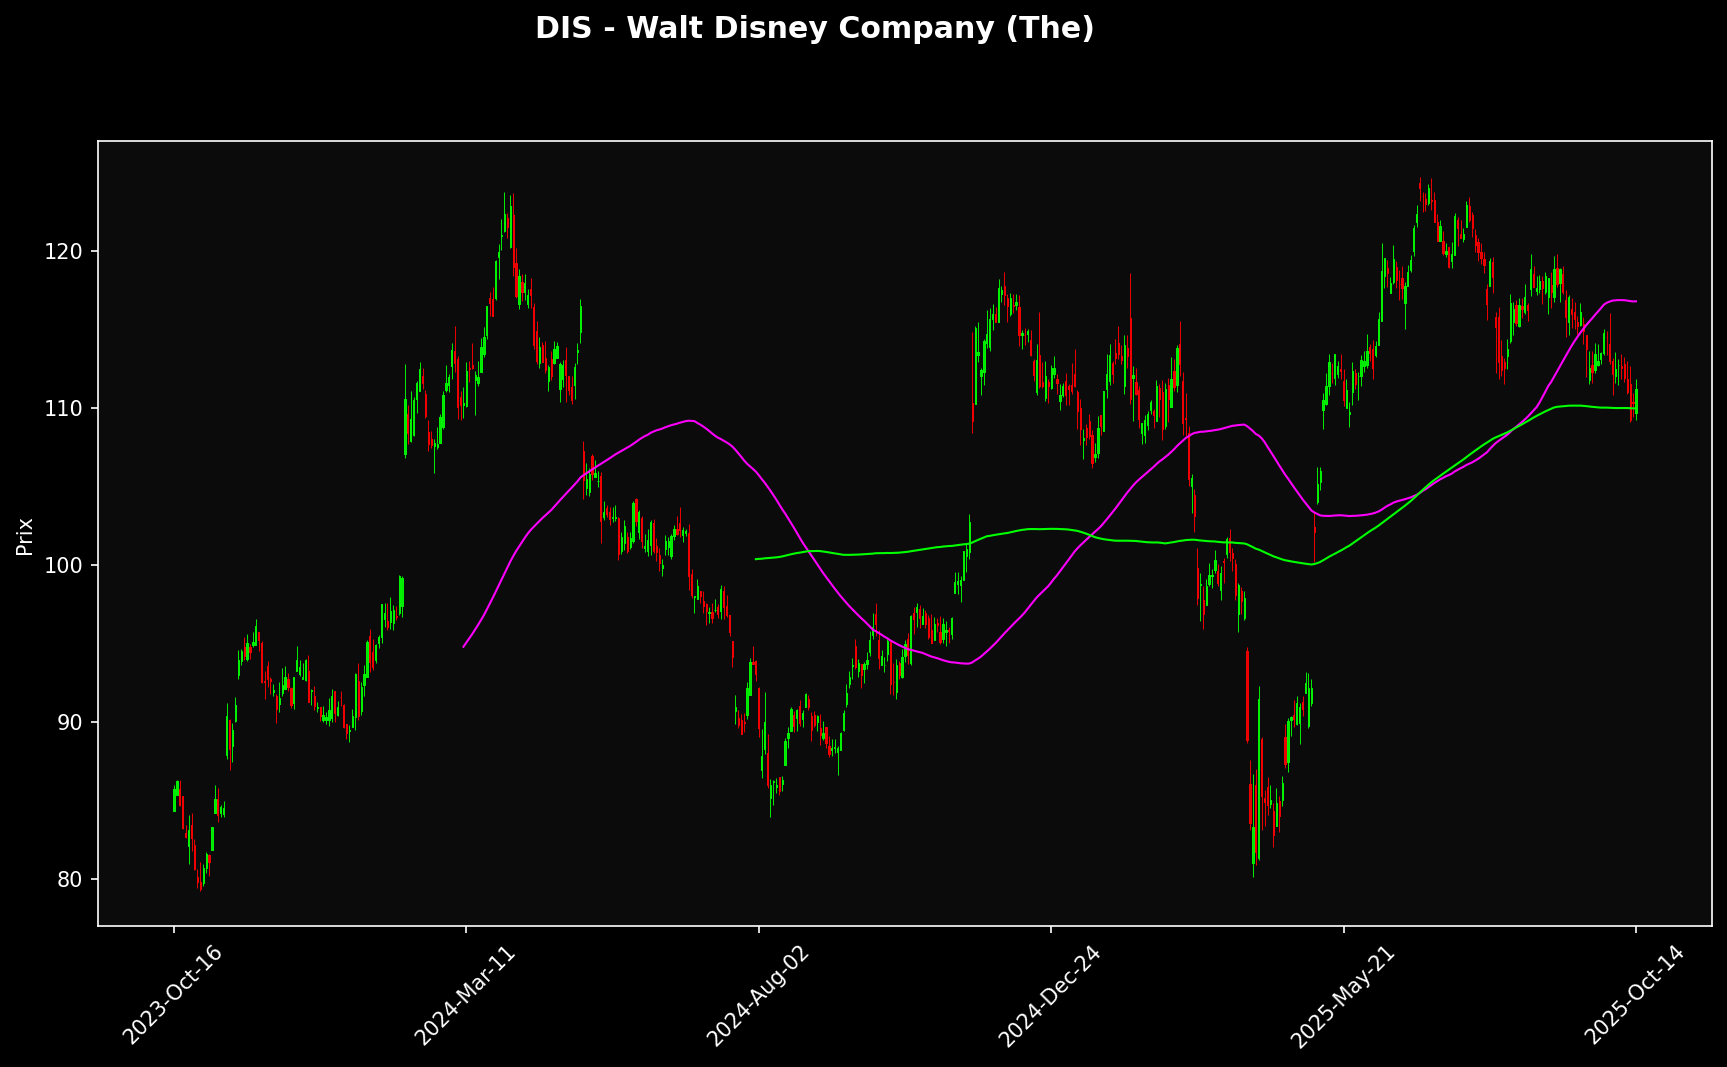 DIS - Walt Disney Company (The)
Prix
120
110
100
90
80
2023-Oct-16
2024-Mar-11
2024-Aug-02
2024-Dec-24
2025-May-21
2025-Oct-14